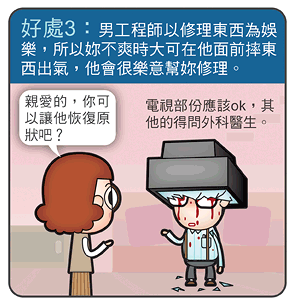 好處3：男工程師以修理東西為娛
樂，所以妳不爽時大可在他面前摔東
西出氣，他會很樂意幫妳修理。
親愛的，你可
以讓他恢復原
狀吧？
電視部份應該ok，其
他的得問外科醫生。